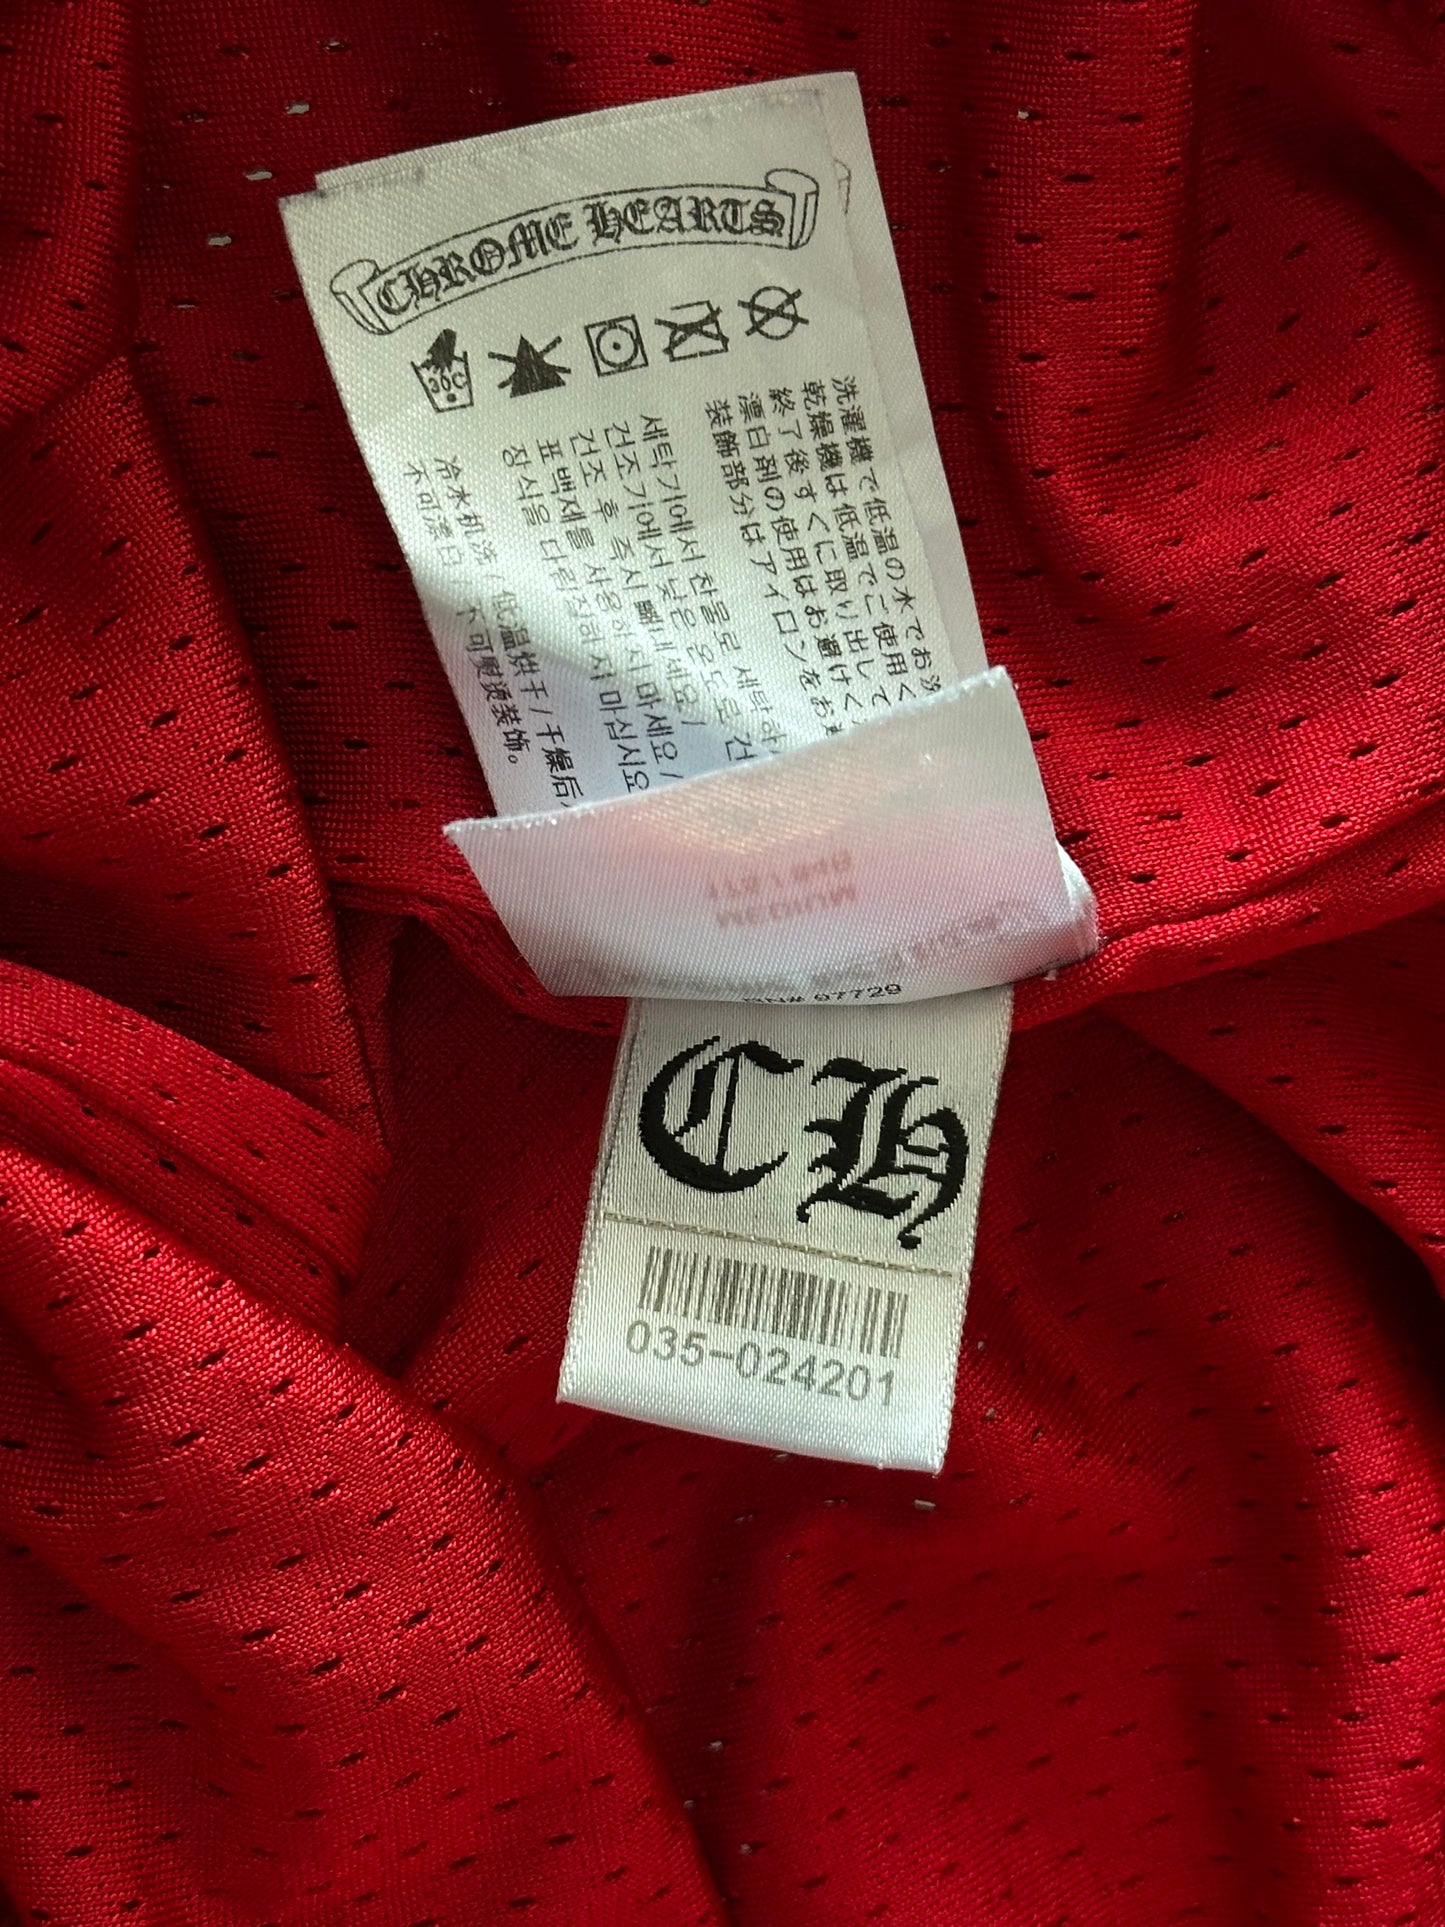 CHROME HEARTS
30C
洗濯機で低温の水でお洗
乾燥機は低温でご使用く
終了後すぐに取り出して
漂白剤の使用はお避けく
装飾部分はアイロンをお
세탁기에서 찬물로 세탁하
건조기에서 낮은 온도로 건
건조 후 즉시 빼내세요/
표백제를 사용하지 마세요/
장식을 다림질하지 마십시오
冷水机洗/低温烘干/干燥后
不可漂白/不可熨烫装饰。
RN# 97729
CH
035-024201